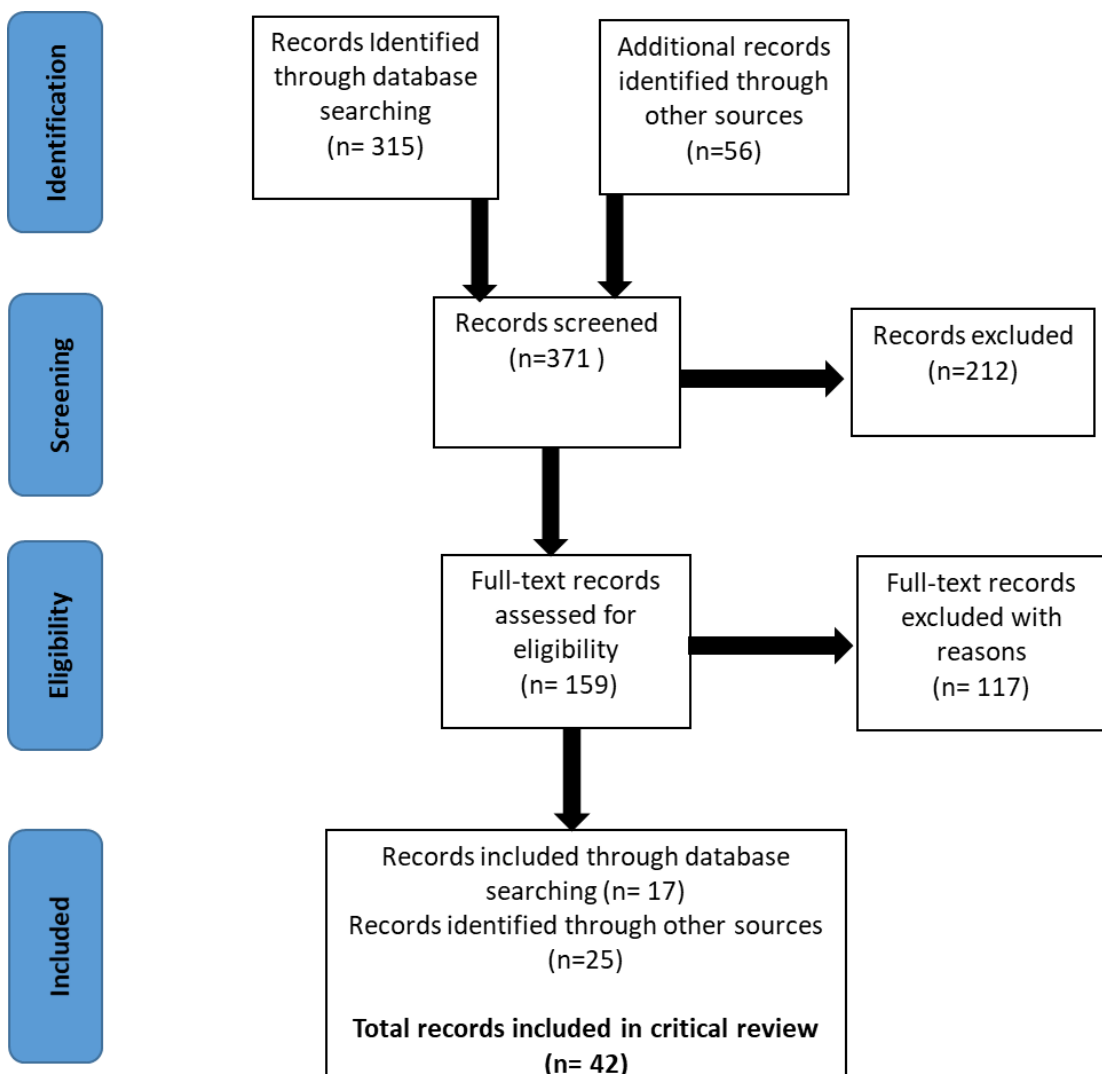 Identification
Records Identified
through database
searching
(n= 315)
Additional records
identified through
other sources
(n=56)
Screening
Records screened
(n=371 )
Records excluded
(n=212)
Eligibility
Full-text records
assessed for
eligibility
(n= 159)
Full-text records
excluded with
reasons
(n= 117)
Included
Records included through database
searching (n= 17)
Records identified through other sources
(n=25)
Total records included in critical review
(n= 42)